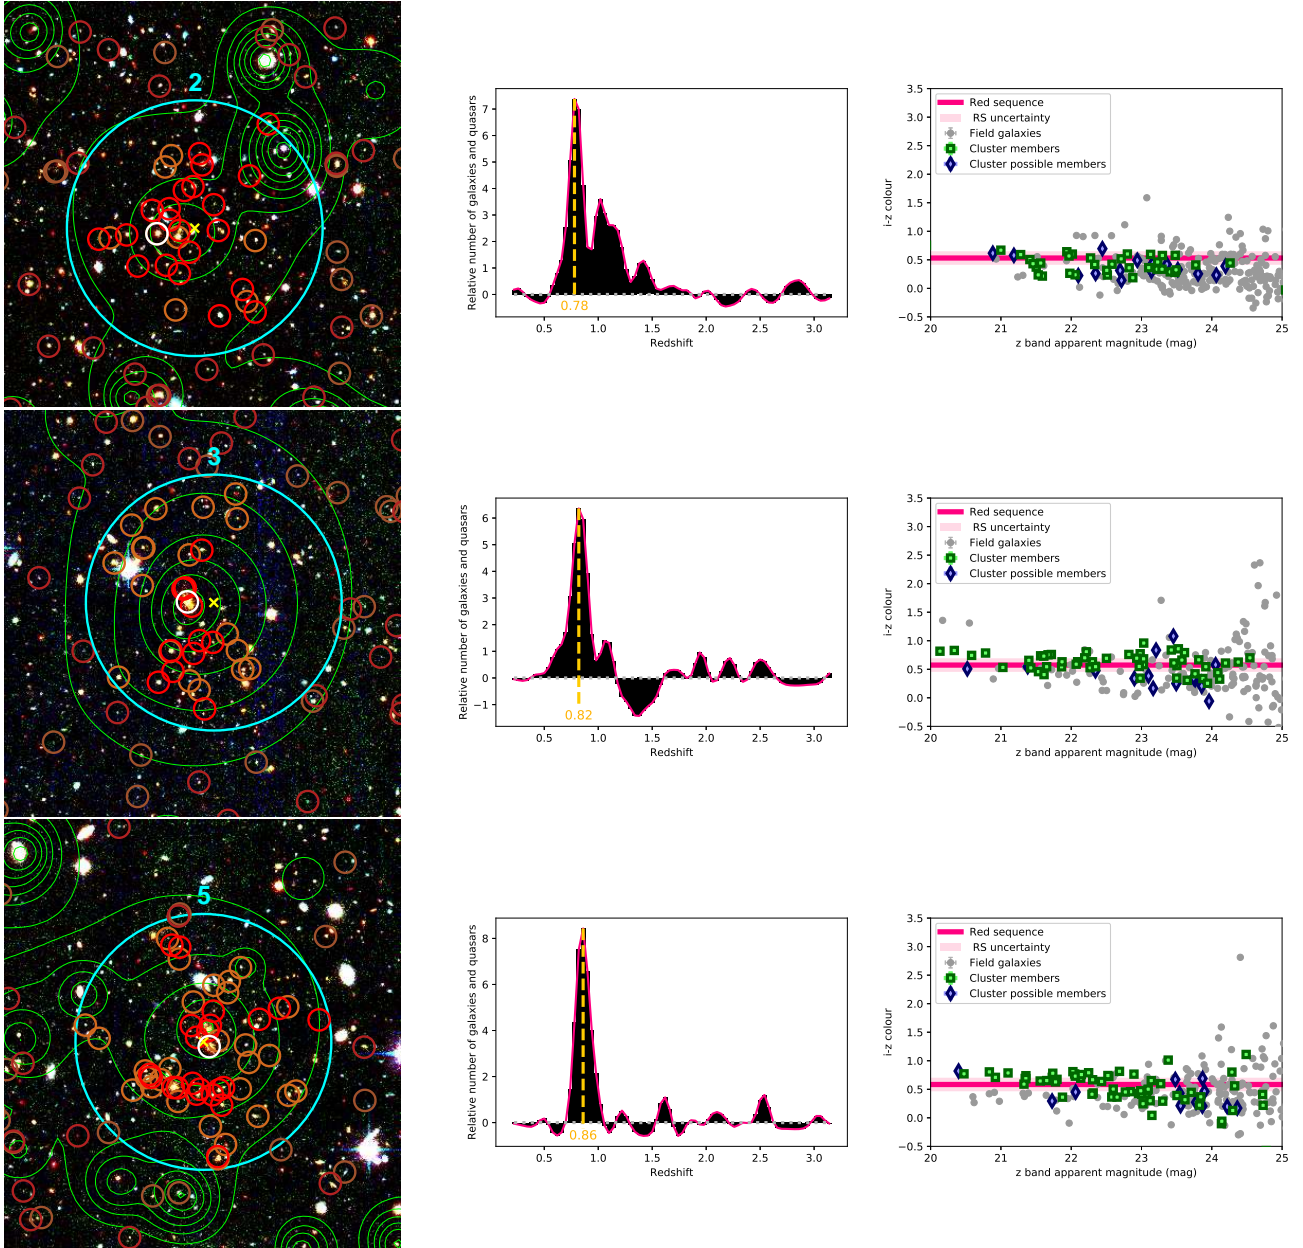 2
Relative number of galaxies and quasars
7
6
5
4
3
2
1
0
0.78
0.5 1.0 1.5 2.0 2.5 3.0
Redshift
i-z colour
3.5
3.0
2.5
2.0
1.5
1.0
0.5
0.0
−0.5
Red sequence
RS uncertainty
Field galaxies
Cluster members
Cluster possible members
20 21 22 23 24 25
z band apparent magnitude (mag)
3
Relative number of galaxies and quasars
6
5
4
3
2
1
0
−1
0.82
0.5 1.0 1.5 2.0 2.5 3.0
Redshift
i-z colour
3.5
3.0
2.5
2.0
1.5
1.0
0.5
0.0
−0.5
Red sequence
RS uncertainty
Field galaxies
Cluster members
Cluster possible members
20 21 22 23 24 25
z band apparent magnitude (mag)
5
Relative number of galaxies and quasars
8
6
4
2
0
0.86
0.5 1.0 1.5 2.0 2.5 3.0
Redshift
i-z colour
3.5
3.0
2.5
2.0
1.5
1.0
0.5
0.0
−0.5
Red sequence
RS uncertainty
Field galaxies
Cluster members
Cluster possible members
20 21 22 23 24 25
z band apparent magnitude (mag)